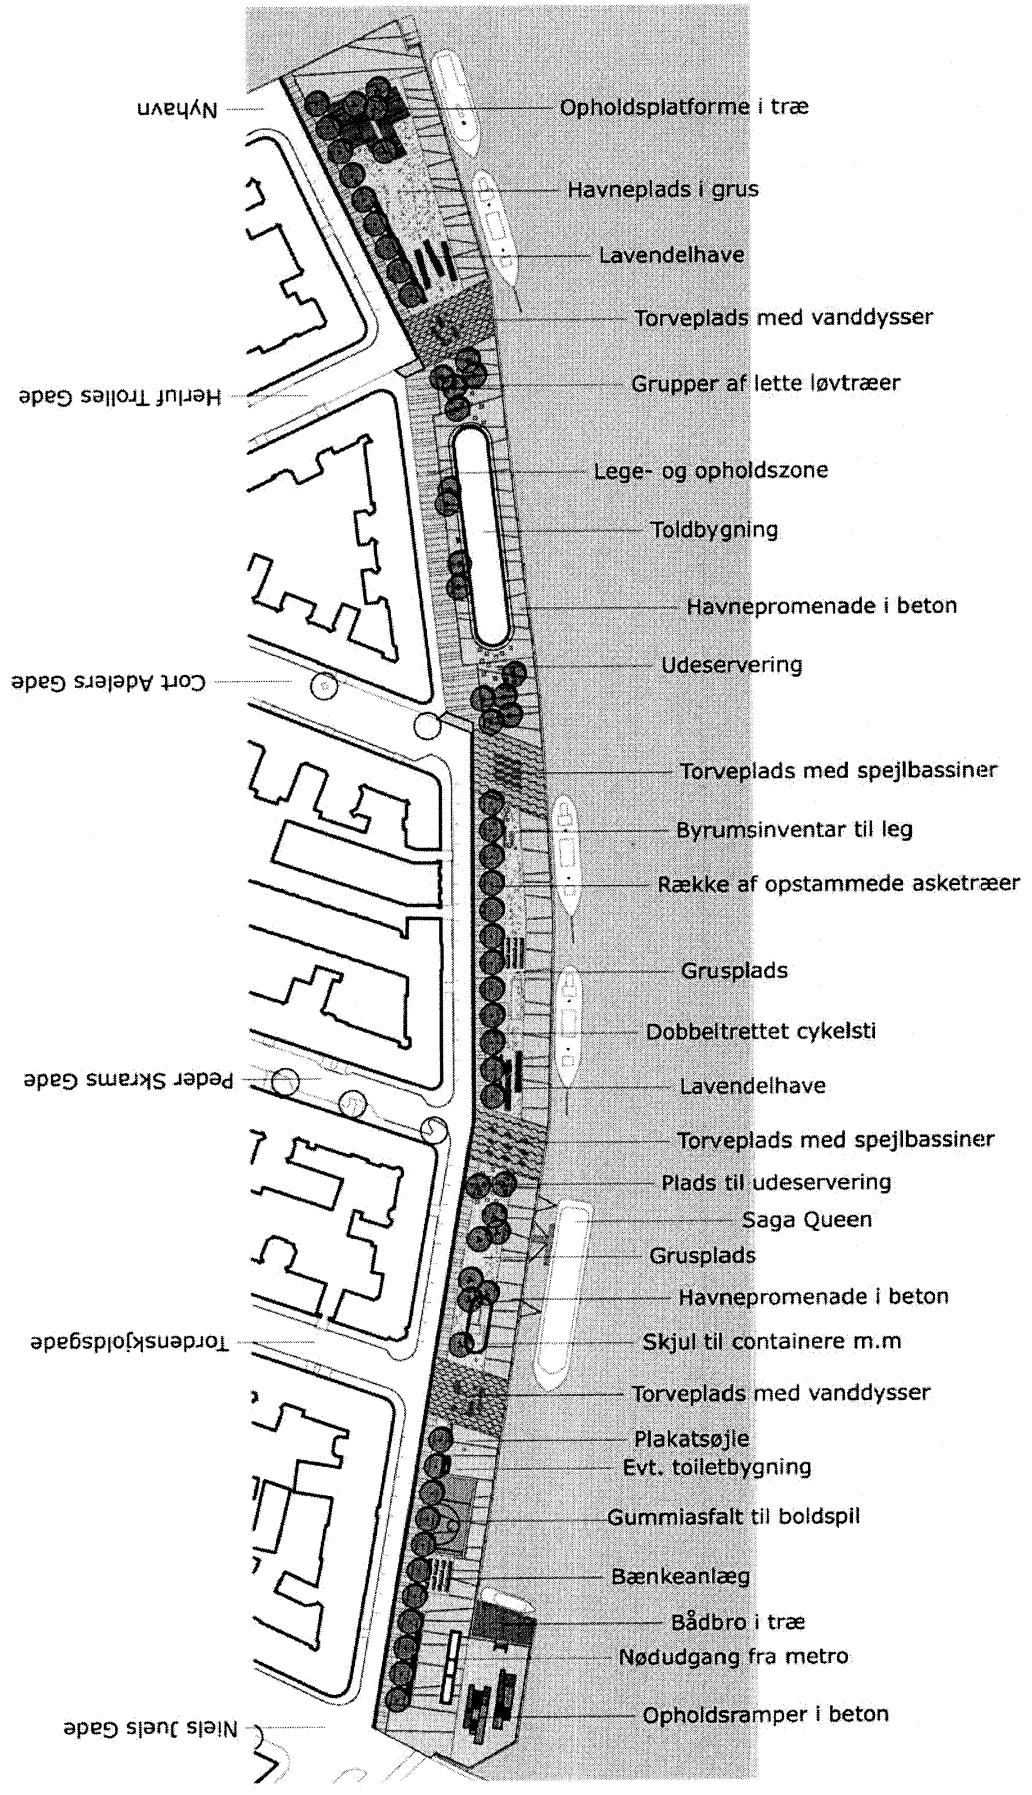 Nyhavn
Opholdsplatforme i træ
Havneplads i grus
Lavendelhave
Torveplads med vanddysser
Grupper af lette løvtræer
Herluf Trolles Gade
Lege- og opholdszone
Toldbygning
Havnepromenade i beton
Udeservering
Cort Adelers Gade
Torveplads med spejlbassiner
Byrumsinventar til leg
Række af opstammede asketræer
Grusplads
Dobbeltrettet cykelsti
Peder Skrams Gade
Lavendelhave
Torveplads med spejlbassiner
Plads til udeservering
Saga Queen
Grusplads
Havnepromenade i beton
Tordenskjoldsgade
Skjul til containere m.m
Torveplads med vanddysser
Plakatsøjle
Evt. toiletbygning
Gummiasfalt til boldspil
Bænkeanlæg
Bådbro i træ
Nødudgang fra metro
Opholdsramper i beton
Niels Juels Gade